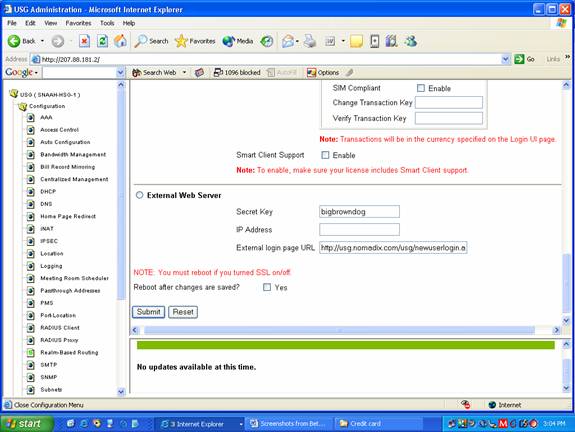 USG Administration - Microsoft Internet Explorer
File Edit View Favorites Tools Help
Back Search Favorites Media
Address http://207.88.181.2/ Go Links
Google Search Web 1096 blocked AutoFill Options
USG ( SNAAH-HSG-1 )
Configuration
AAA
Access Control
Auto Configuration
Bandwidth Management
Bill Record Mirroring
Centralized Management
DHCP
DNS
Home Page Redirect
iNAT
IPSEC
Location
Logging
Meeting Room Scheduler
Passthrough Addresses
PMS
Port-Location
RADIUS Client
RADIUS Proxy
Realm-Based Routing
SMTP
SNMP
Subnets
SIM Compliant Enable
Change Transaction Key
Verify Transaction Key
Note: Transactions will be in the currency specified on the Login UI page.
Smart Client Support Enable
Note: To enable, make sure your license includes Smart Client support.
External Web Server
Secret Key bigbrowndog
IP Address
External login page URL http://usg.nomadix.com/usg/newuserlogin.a
NOTE: You must reboot if you turned SSL on/off.
Reboot after changes are saved? Yes
Submit Reset
No updates available at this time.
Close Configuration Menu Internet
start 3 Internet Explorer Screenshots from Bet... Credit card 3:04 PM